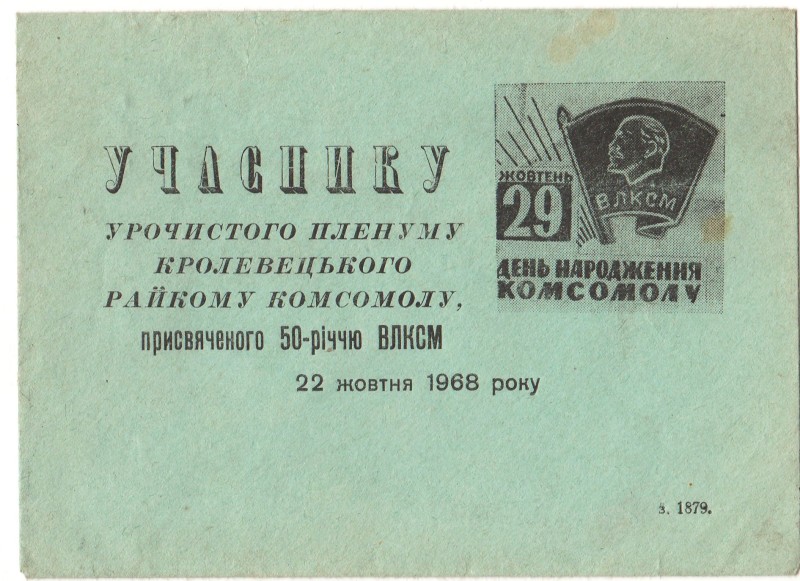 УЧАСНИКУ
УРОЧИСТОГО ПЛЕНУМУ
КРОЛЕВЕЦЬКОГО
РАЙКОМУ КОМСОМОЛУ,
присвяченого 50-річчю ВЛКСМ
22 жовтня 1968 року
ЖОВТЕНЬ
29
ВЛКСМ
ДЕНЬ НАРОДЖЕННЯ
КОМСОМОЛУ
з. 1879.